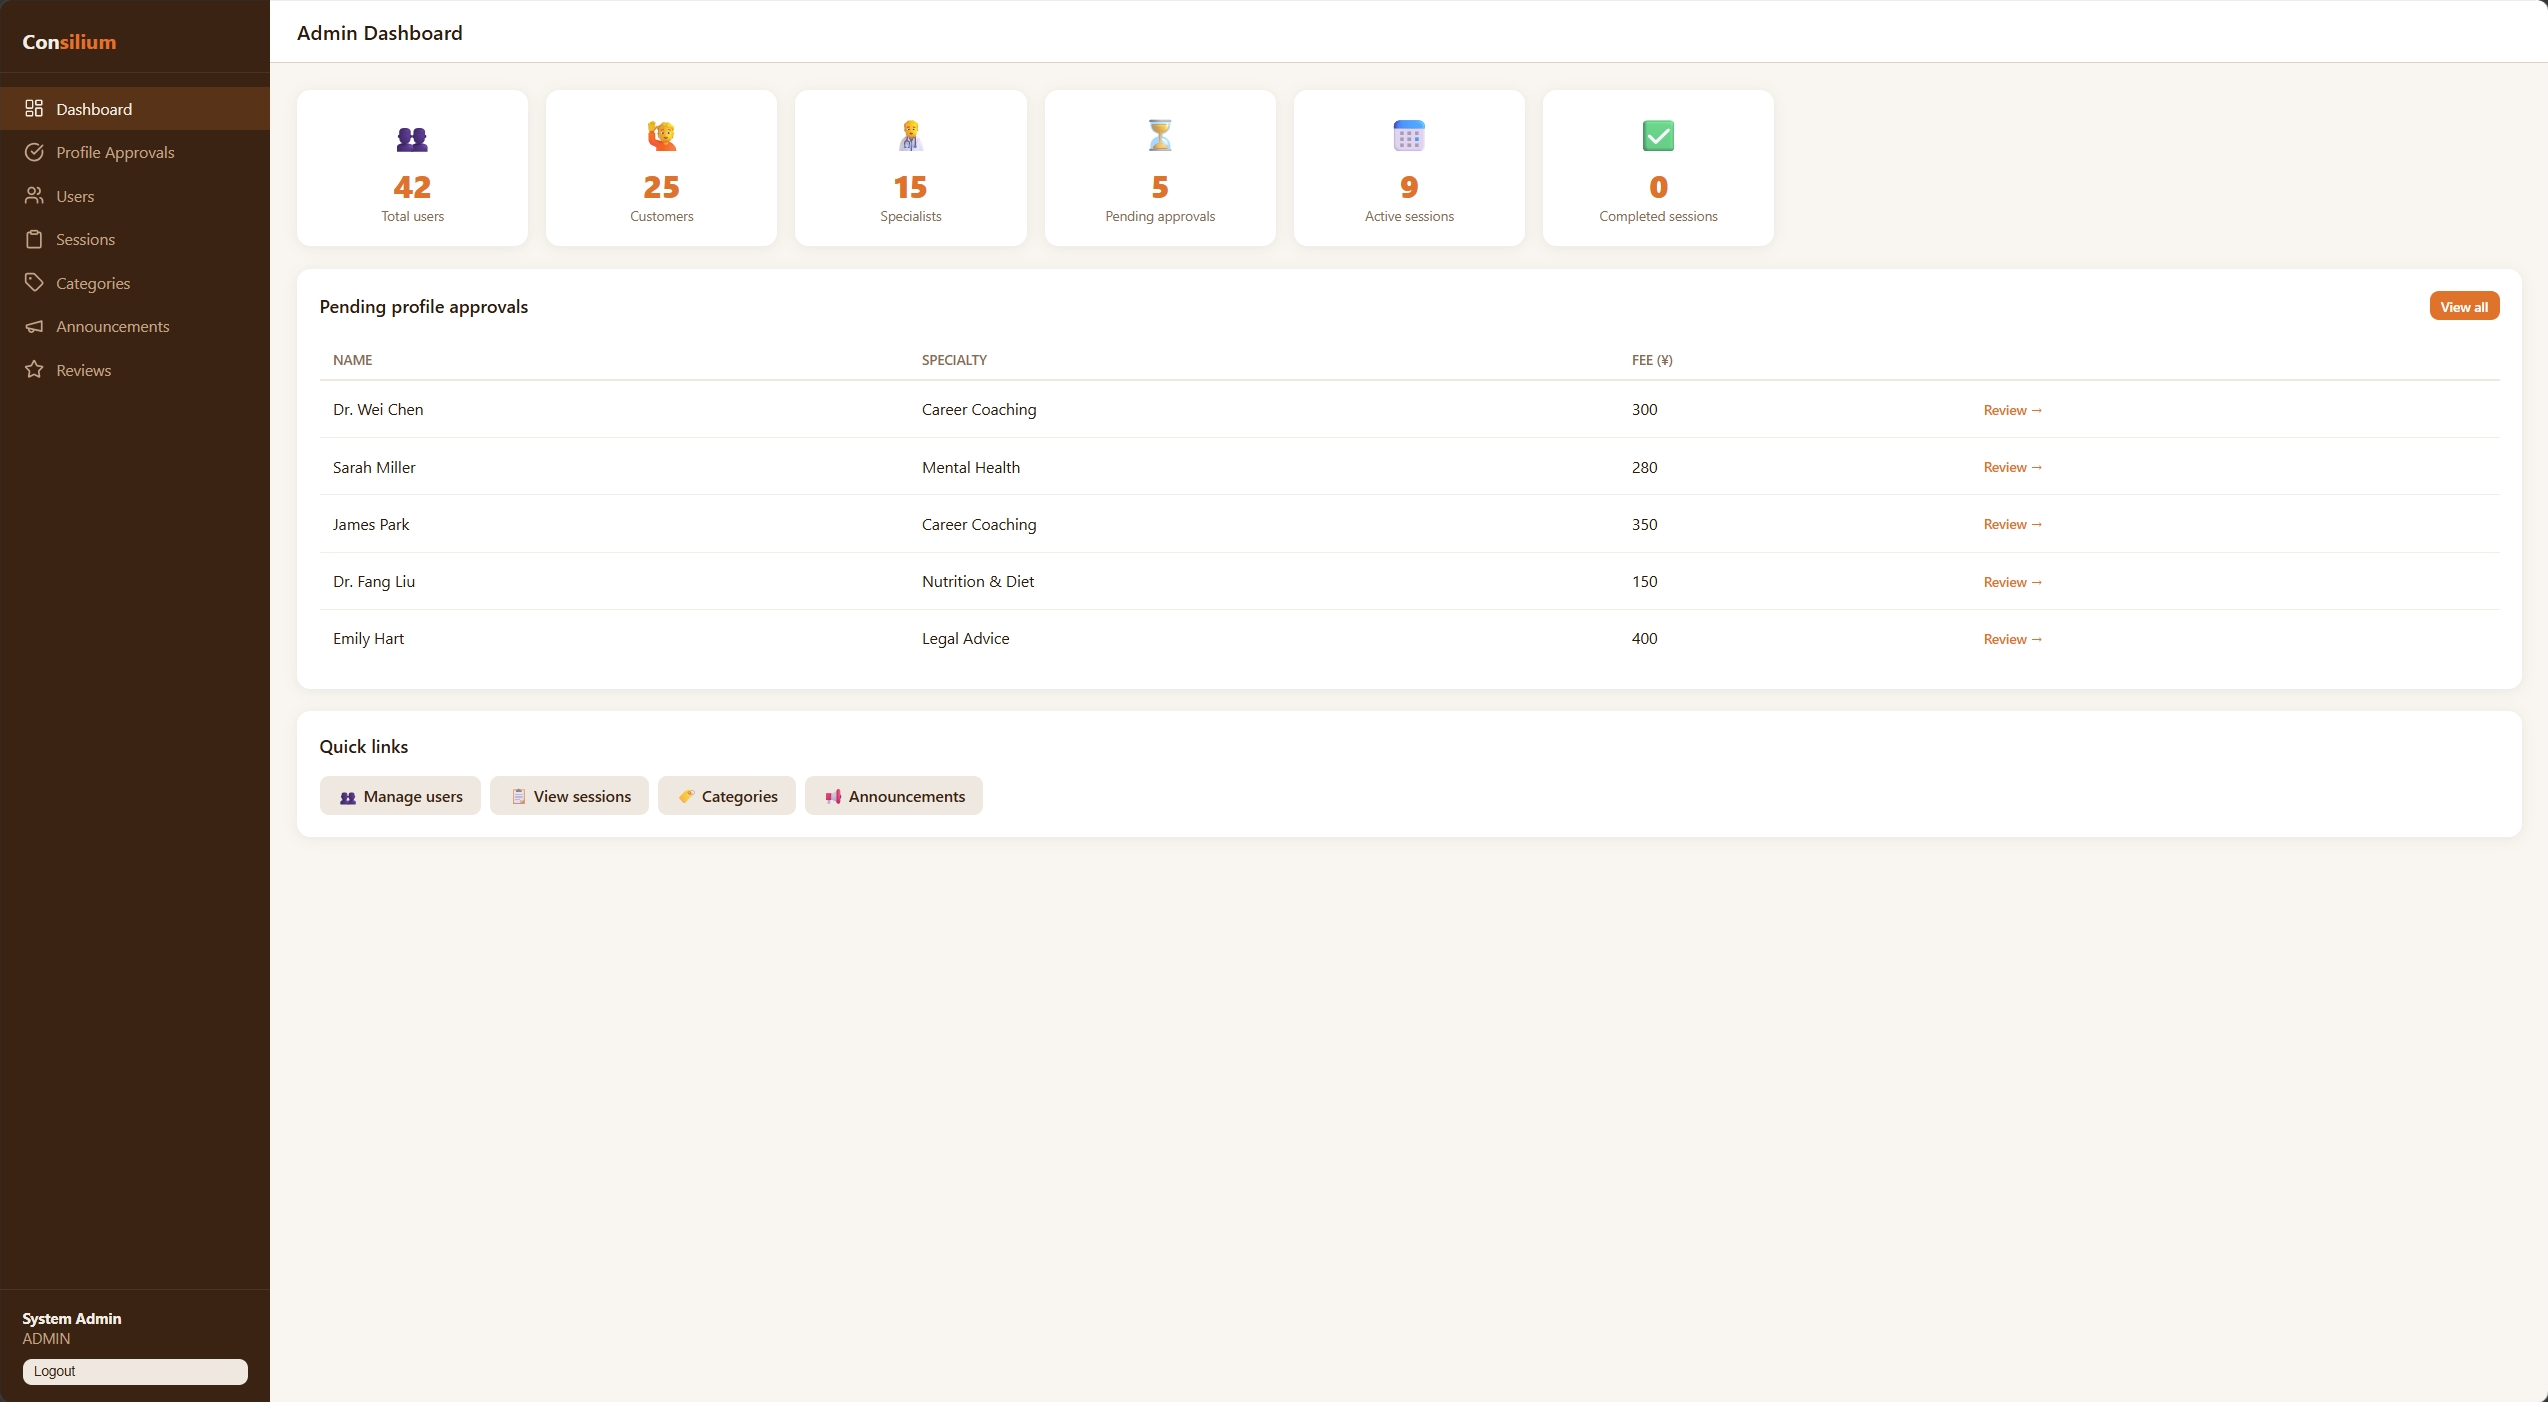 Consilium
Dashboard
Profile Approvals
Users
Sessions
Categories
Announcements
Reviews
System Admin
ADMIN
Logout
Admin Dashboard
42
Total users
25
Customers
15
Specialists
5
Pending approvals
9
Active sessions
0
Completed sessions
Pending profile approvals
View all
NAME SPECIALTY FEE (¥)
Dr. Wei Chen Career Coaching 300 Review →
Sarah Miller Mental Health 280 Review →
James Park Career Coaching 350 Review →
Dr. Fang Liu Nutrition & Diet 150 Review →
Emily Hart Legal Advice 400 Review →
Quick links
Manage users
View sessions
Categories
Announcements